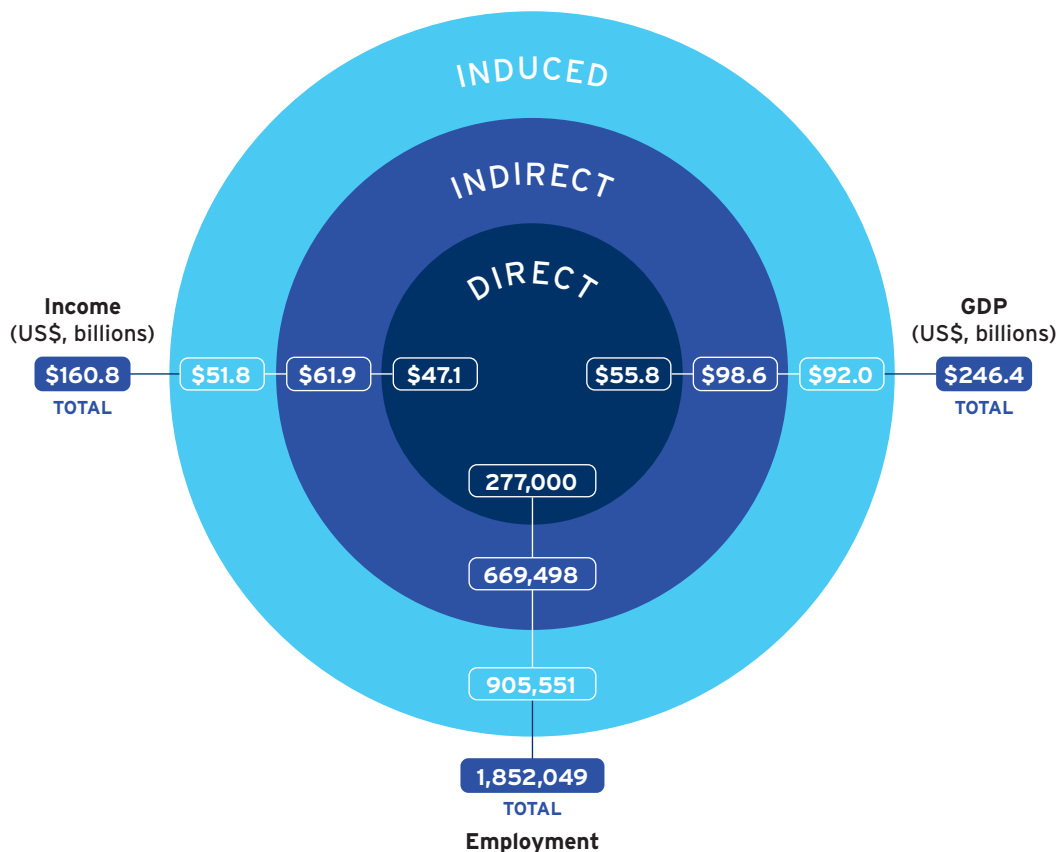 INDUCED
INDIRECT
DIRECT
Income
(US$, billions)
$160.8
TOTAL
$51.8
$61.9
$47.1
$55.8
$98.6
$92.0
GDP
(US$, billions)
$246.4
TOTAL
277,000
669,498
905,551
1,852,049
TOTAL
Employment